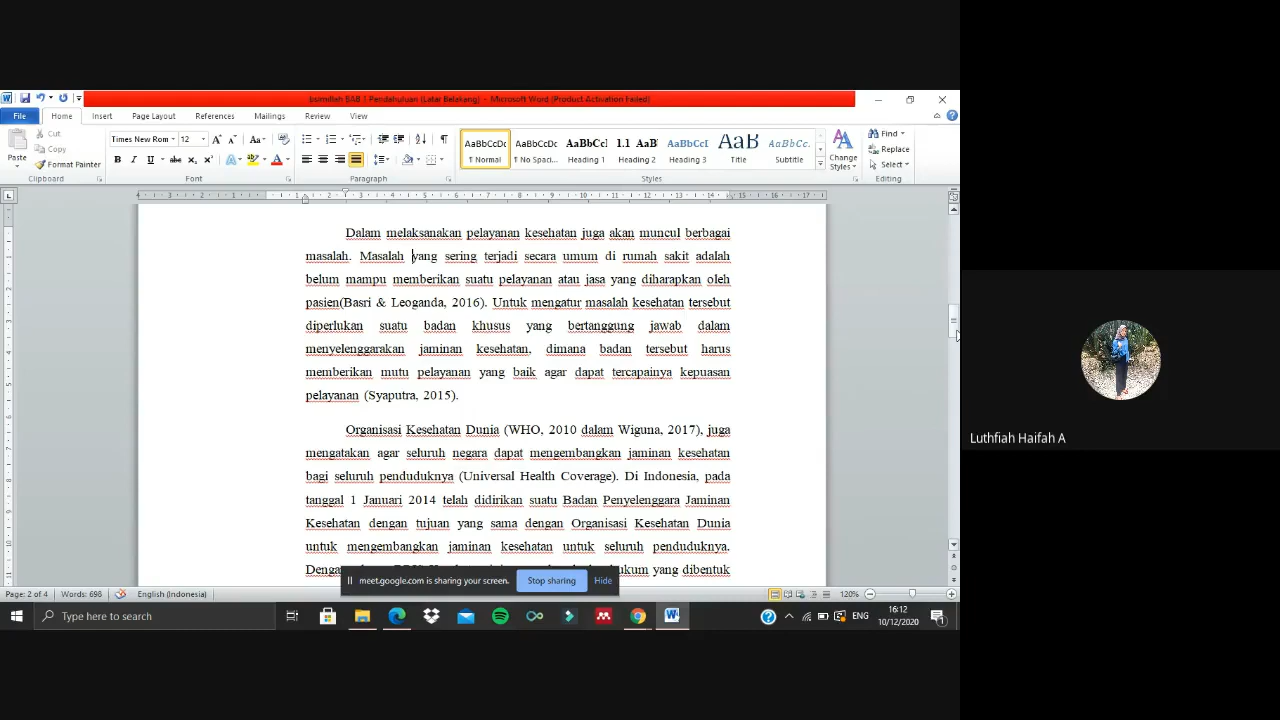 bismillah BAB 1 Pendahuluan (Latar Belakang) - Microsoft Word (Product Activation Failed)
File Home Insert Page Layout References Mailings Review View
Paste
Cut
Copy
Format Painter
Clipboard
Times New Rom 12
Font
Paragraph
AaBbCcDc AaBbCcDc AaBbCcI 1.1 AaB AaBbCcI AaB AaBbCc.
¶ Normal ¶ No Spac... Heading 1 Heading 2 Heading 3 Title Subtitle
Styles
Change Styles
Find
Replace
Select
Editing
Dalam melaksanakan pelayanan kesehatan juga akan muncul berbagai
masalah. Masalah yang sering terjadi secara umum di rumah sakit adalah
belum mampu memberikan suatu pelayanan atau jasa yang diharapkan oleh
pasien(Basri & Leoganda, 2016). Untuk mengatur masalah kesehatan tersebut
diperlukan suatu badan khusus yang bertanggung jawab dalam
menyelenggarakan jaminan kesehatan, dimana badan tersebut harus
memberikan mutu pelayanan yang baik agar dapat tercapainya kepuasan
pelayanan (Syaputra, 2015).
Organisasi Kesehatan Dunia (WHO, 2010 dalam Wiguna, 2017), juga
mengatakan agar seluruh negara dapat mengembangkan jaminan kesehatan
bagi seluruh penduduknya (Universal Health Coverage). Di Indonesia, pada
tanggal 1 Januari 2014 telah didirikan suatu Badan Penyelenggara Jaminan
Kesehatan dengan tujuan yang sama dengan Organisasi Kesehatan Dunia
untuk mengembangkan jaminan kesehatan untuk seluruh penduduknya.
hukum yang dibentuk
meet.google.com is sharing your screen. Stop sharing Hide
Page: 2 of 4 Words: 698 English (Indonesia) 120%
Type here to search
ENG 16:12
10/12/2020
Luthfiah Haifah A